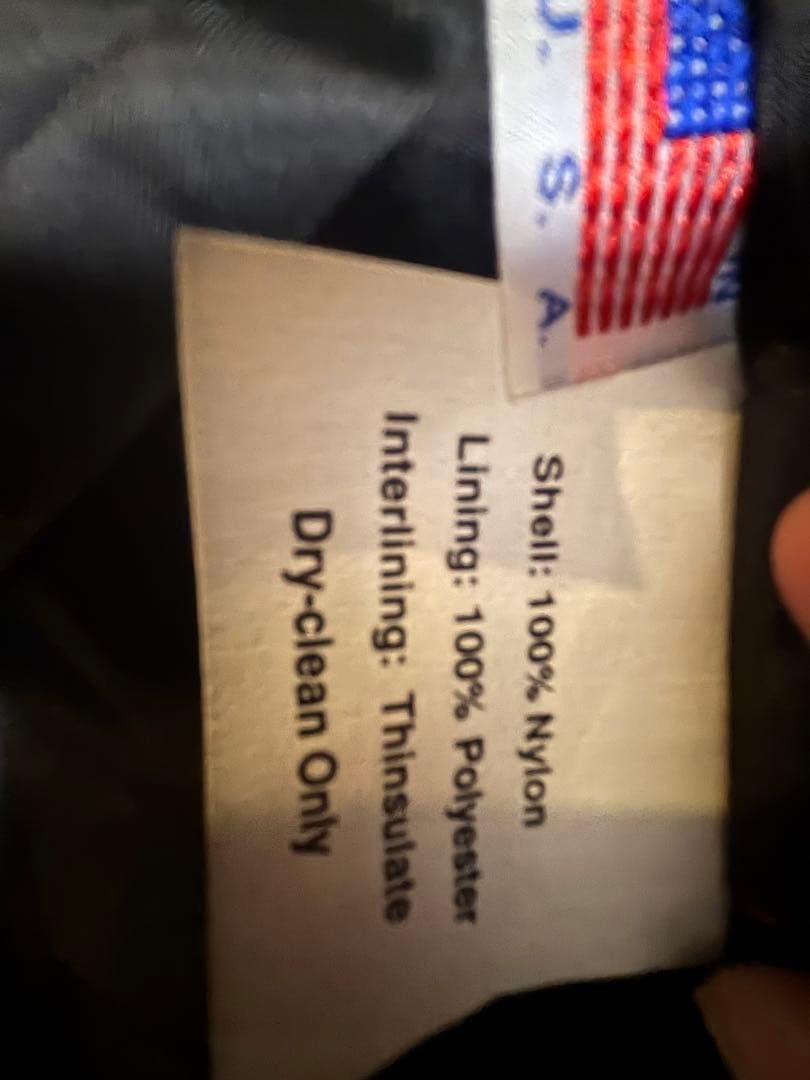 U. S. A.
Shell: 100% Nylon
Lining: 100% Polyester
Interlining: Thinsulate
Dry-clean Only